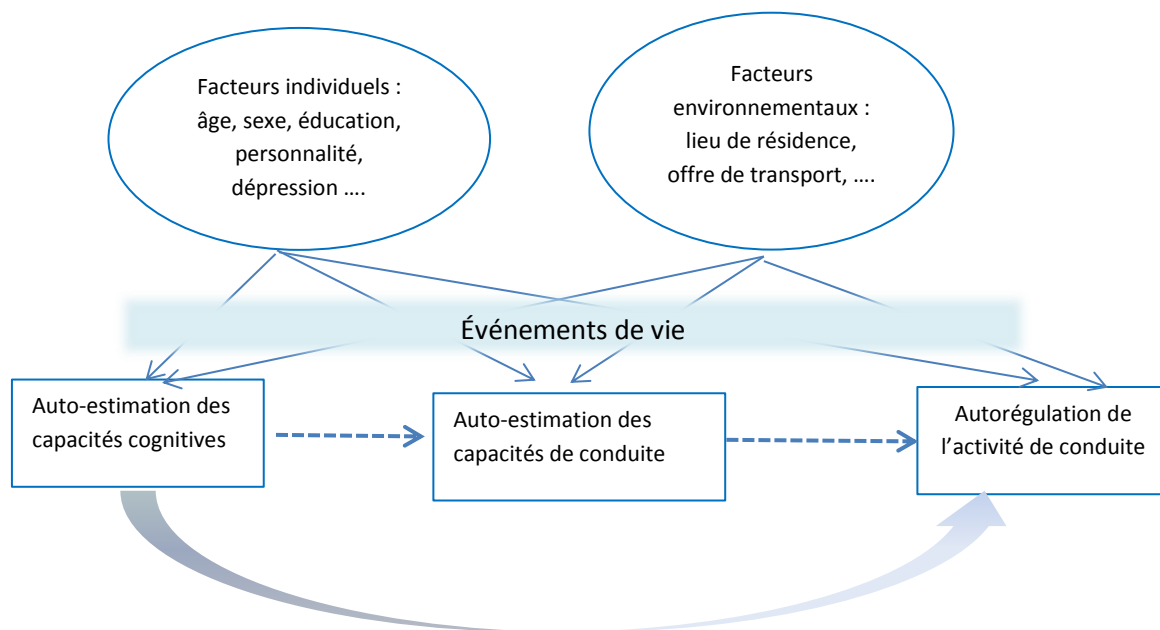 Facteurs individuels :
âge, sexe, éducation,
personnalité,
dépression ....
Facteurs
environnementaux :
lieu de résidence,
offre de transport, ....
Événements de vie
Auto-estimation des
capacités cognitives
Auto-estimation des
capacités de conduite
Autorégulation de
l’activité de conduite